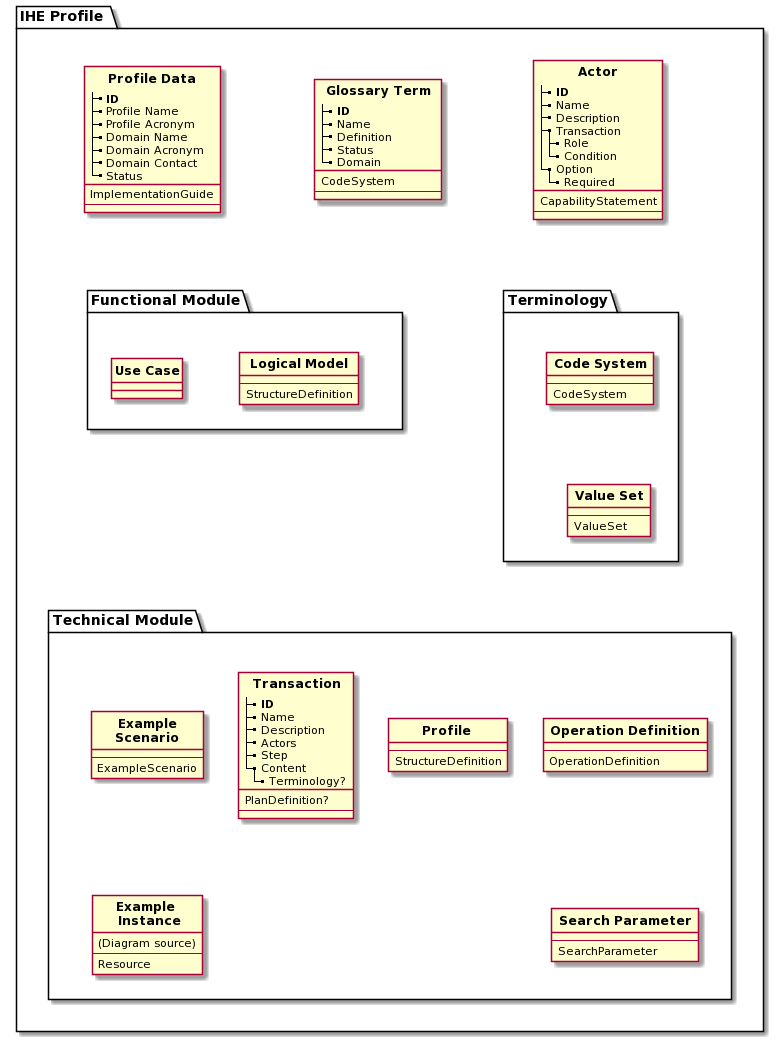 IHE Profile
Profile Data
ID
Profile Name
Profile Acronym
Domain Name
Domain Acronym
Domain Contact
Status
ImplementationGuide
Glossary Term
ID
Name
Definition
Status
Domain
CodeSystem
Actor
ID
Name
Description
Transaction
Role
Condition
Option
Required
CapabilityStatement
Functional Module
Use Case
Logical Model
StructureDefinition
Terminology
Code System
CodeSystem
Value Set
ValueSet
Technical Module
Example
Scenario
ExampleScenario
Transaction
ID
Name
Description
Actors
Step
Content
Terminology?
PlanDefinition?
Profile
StructureDefinition
Operation Definition
OperationDefinition
Example
Instance
(Diagram source)
Resource
Search Parameter
SearchParameter